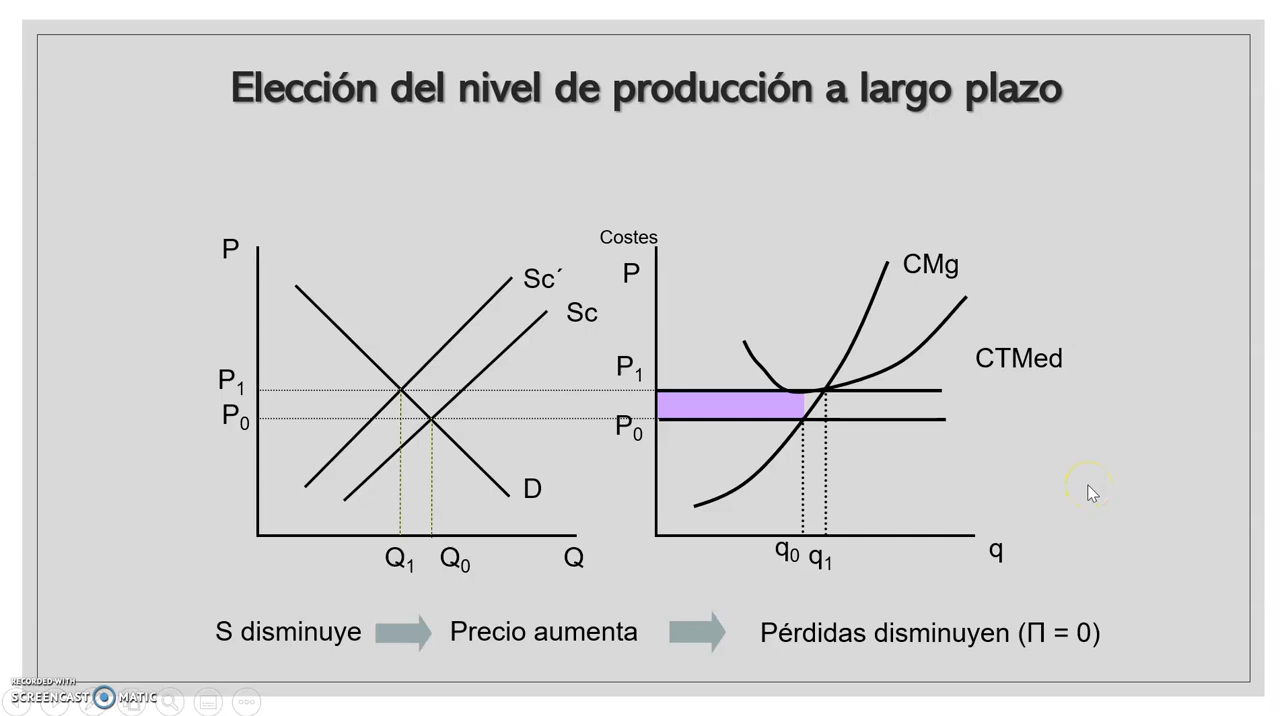 Elección del nivel de producción a largo plazo
P
Sc´
Sc
P₁
P₀
D
Q₁ Q₀ Q
Costes
P
CMg
CTMed
P₁
P₀
q₀ q₁ q
S disminuye Precio aumenta Pérdidas disminuyen (Π = 0)
RECORDED WITH
SCREENCAST MATIC